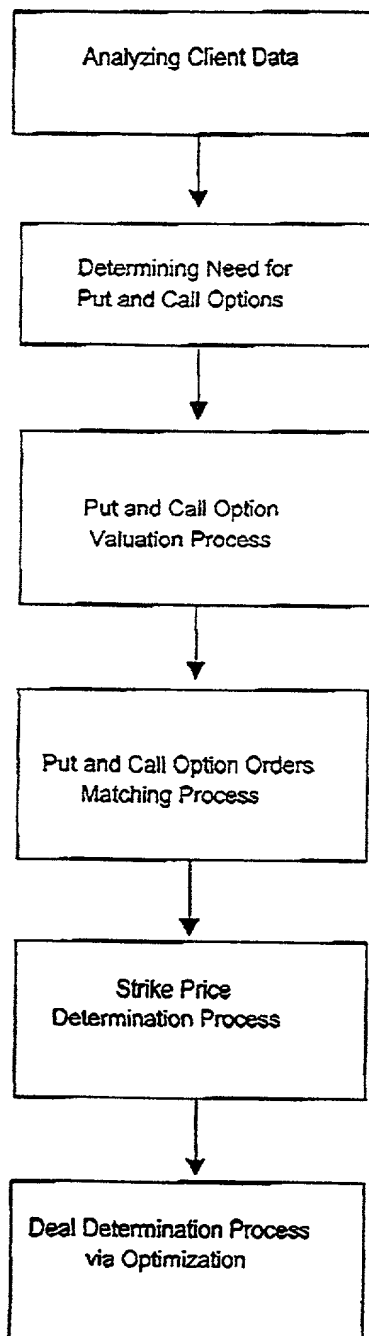 Analyzing Client Data
Determining Need for
Put and Call Options
Put and Call Option
Valuation Process
Put and Call Option Orders
Matching Process
Strike Price
Determination Process
Deal Determination Process
via Optimization